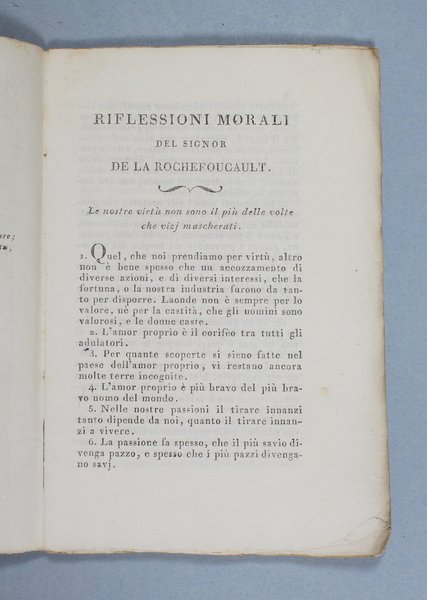 RIFLESSIONI MORALI
DEL SIGNOR
DE LA ROCHEFOUCAULT.
Le nostre virtù non sono il più delle volte
che vizj mascherati.
1. Quel, che noi prendiamo per virtù, altro
non è bene spesso che un accozzamento di
diverse azioni, e di diversi interessi, che la
fortuna, o la nostra industria furono da tan-
to per disporre. Laonde non è sempre per lo
valore, nè per la castità, che gli uomini sono
valorosi, e le donne caste.
2. L'amor proprio è il corifèo tra tutti gli
adulatori.
3. Per quante scoperte si sieno fatte nel
paese dell'amor proprio, vi restano ancora
molte terre incognite.
4. L'amor proprio è più bravo del più bra-
vo uomo del mondo.
5. Nelle nostre passioni il tirare innanzi
tanto dipende da noi, quanto il tirare innan-
zi a vivere.
6. La passione fa spesso, che il più savio di-
venga pazzo, e spesso che i più pazzi divenga-
no savj.